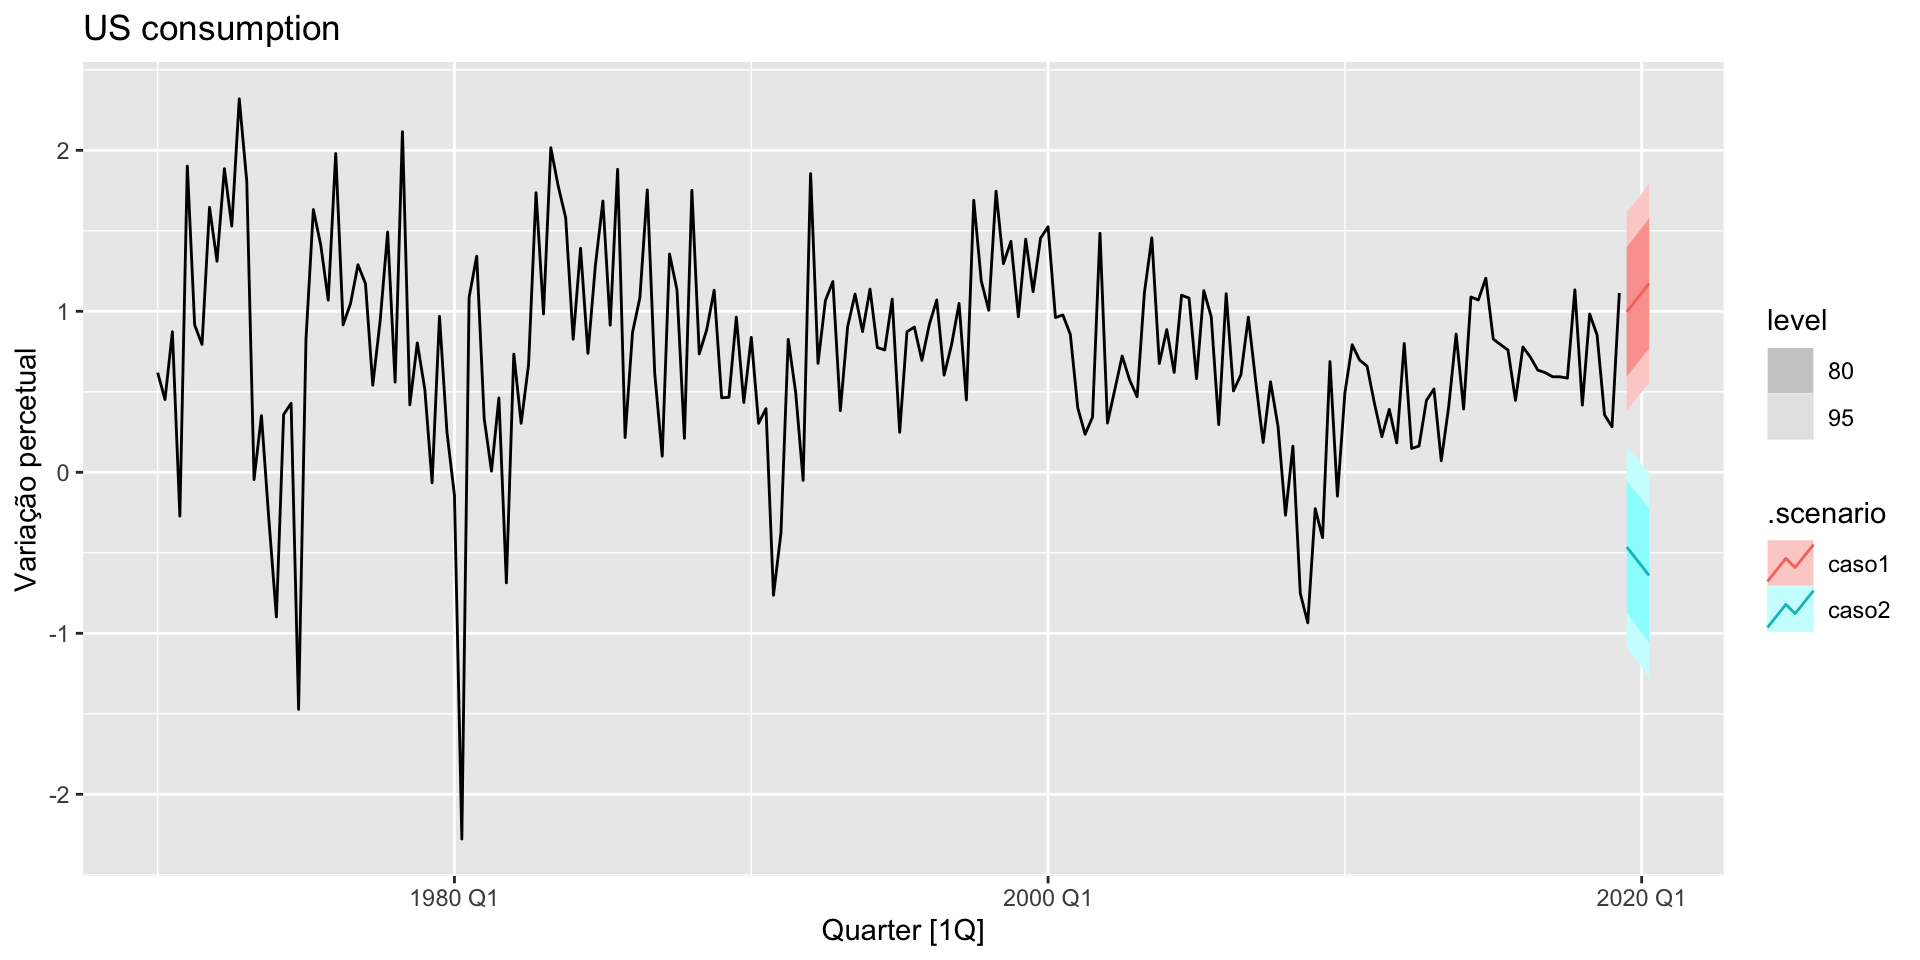 US consumption
Variação percetual
2
1
0
-1
-2
1980 Q1
2000 Q1
2020 Q1
Quarter [1Q]
level
80
95
.scenario
caso1
caso2